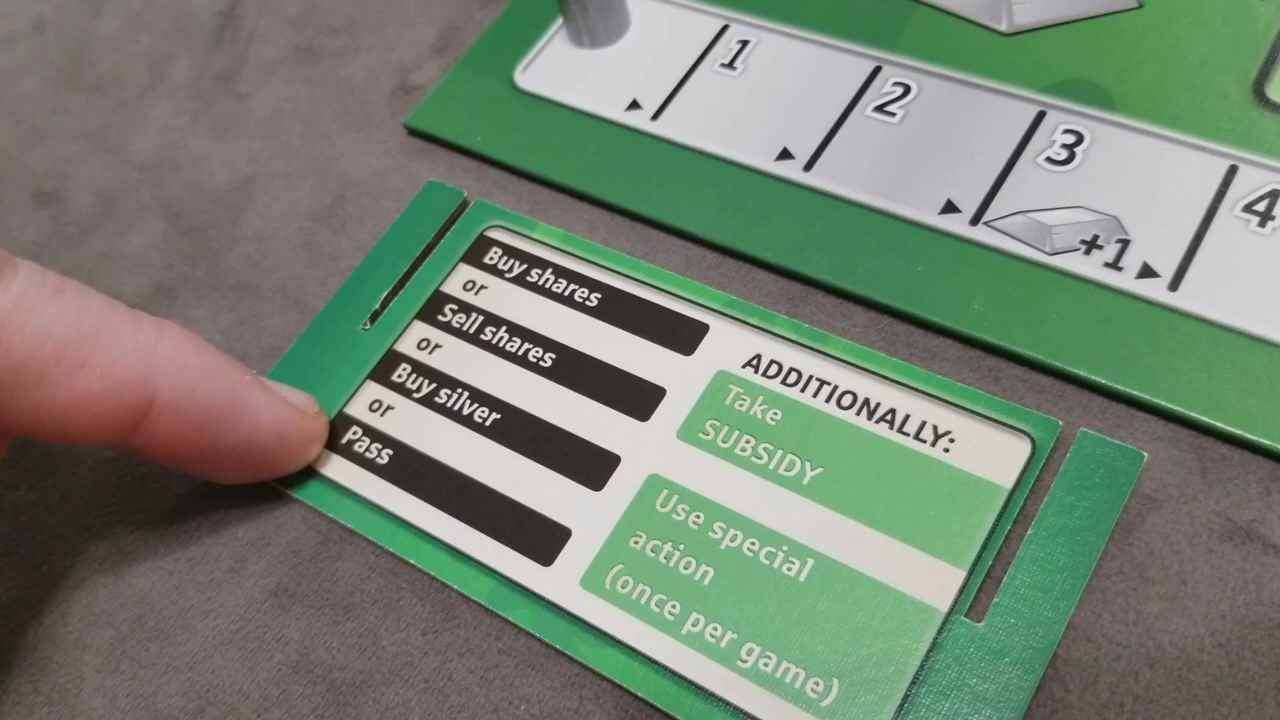 1
2
3
+1
4
Buy shares
or
Sell shares
or
Buy silver
or
Pass
ADDITIONALLY:
Take
SUBSIDY
Use special
action
(once per game)